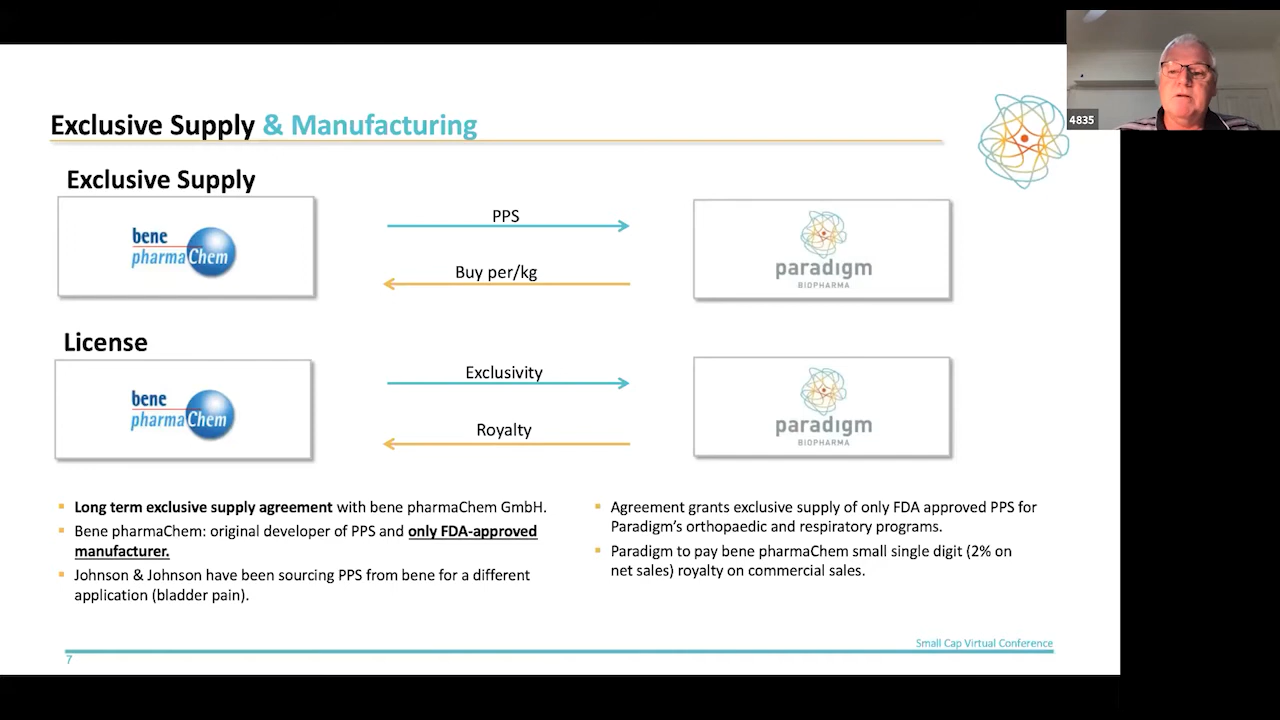 4835
Exclusive Supply & Manufacturing
Exclusive Supply
bene
pharmaChem
PPS
Buy per/kg
paradigm
BIOPHARMA
License
bene
pharmaChem
Exclusivity
Royalty
paradigm
BIOPHARMA
Long term exclusive supply agreement with bene pharmaChem GmbH.
Bene pharmaChem: original developer of PPS and only FDA-approved
manufacturer.
Johnson & Johnson have been sourcing PPS from bene for a different
application (bladder pain).
Agreement grants exclusive supply of only FDA approved PPS for
Paradigm's orthopaedic and respiratory programs.
Paradigm to pay bene pharmaChem small single digit (2% on
net sales) royalty on commercial sales.
Small Cap Virtual Conference
7